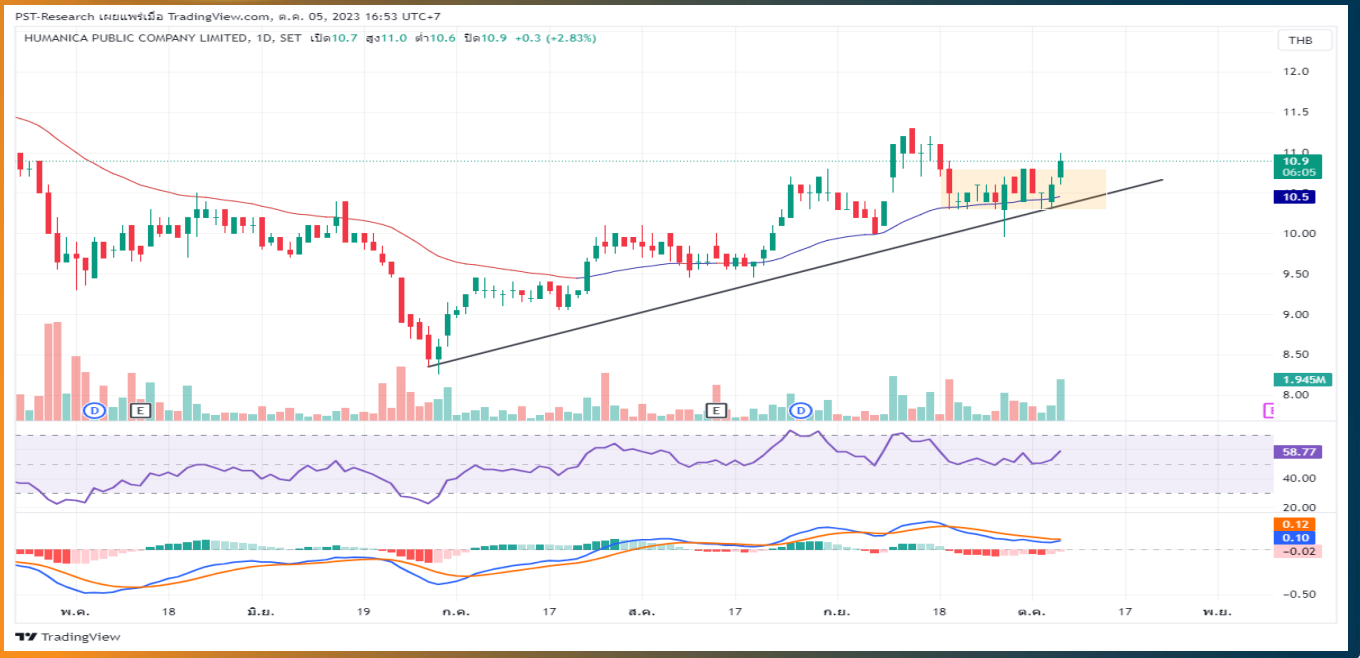 PST-Research เผยแพร่เมื่อ TradingView.com, ต.ค. 05, 2023 16:53 UTC+7
HUMANICA PUBLIC COMPANY LIMITED, 1D, SET เปิด10.7 สูง11.0 ต่ำ10.6 ปิด10.9 +0.3 (+2.83%)
THB
12.0
11.5
11.0
10.9
06:05
10.5
10.00
9.50
9.00
8.50
1.945M
8.00
D E E D E
58.77
40.00
20.00
0.12
0.10
−0.02
−0.50
พ.ค. 18 มิ.ย. 19 ก.ค. 17 ส.ค. 17 ก.ย. 18 ต.ค. 17 พ.ย.
TradingView